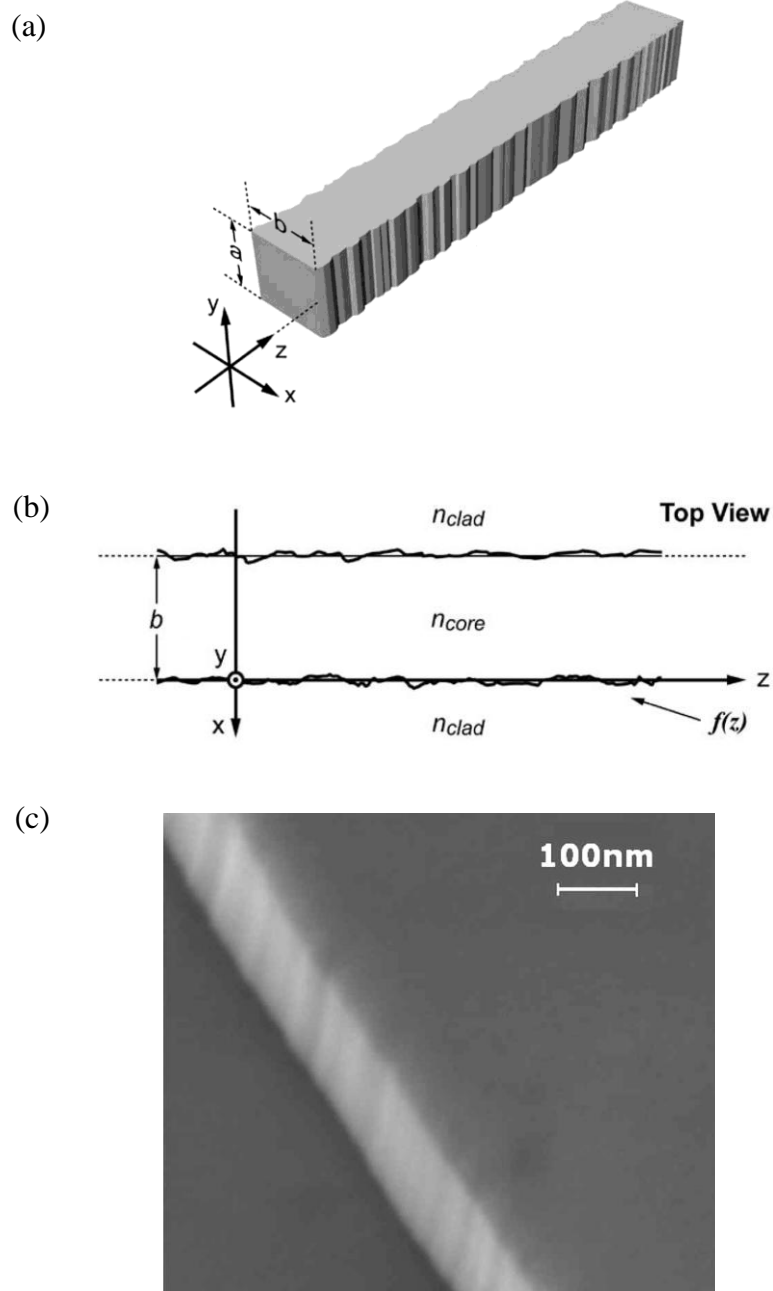 (a)
b
a
y
z
x
(b)
n_clad Top View
b
n_core
y
z
x
n_clad
f(z)
(c)
100nm